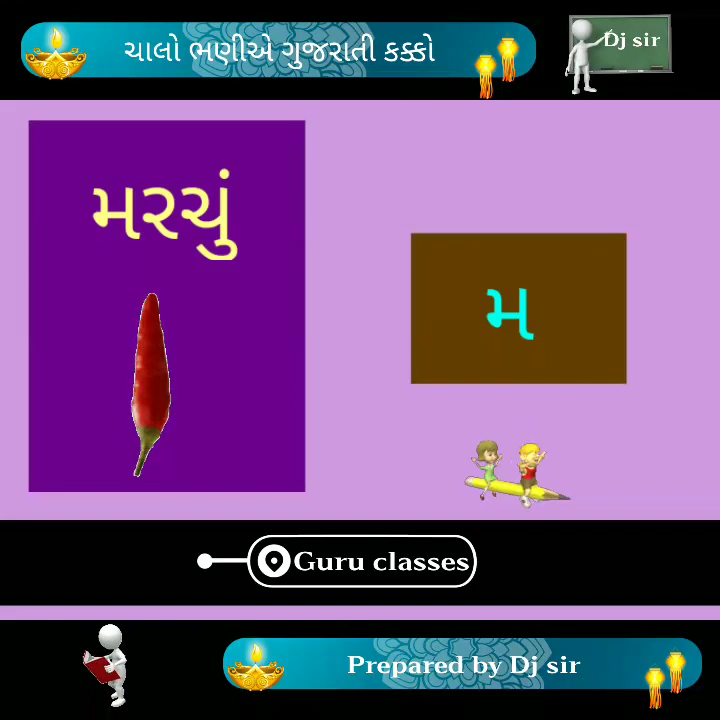 ચાલો ભણીએ ગુજરાતી કક્કો
Dj sir
મરચું
મ
Guru classes
Prepared by Dj sir